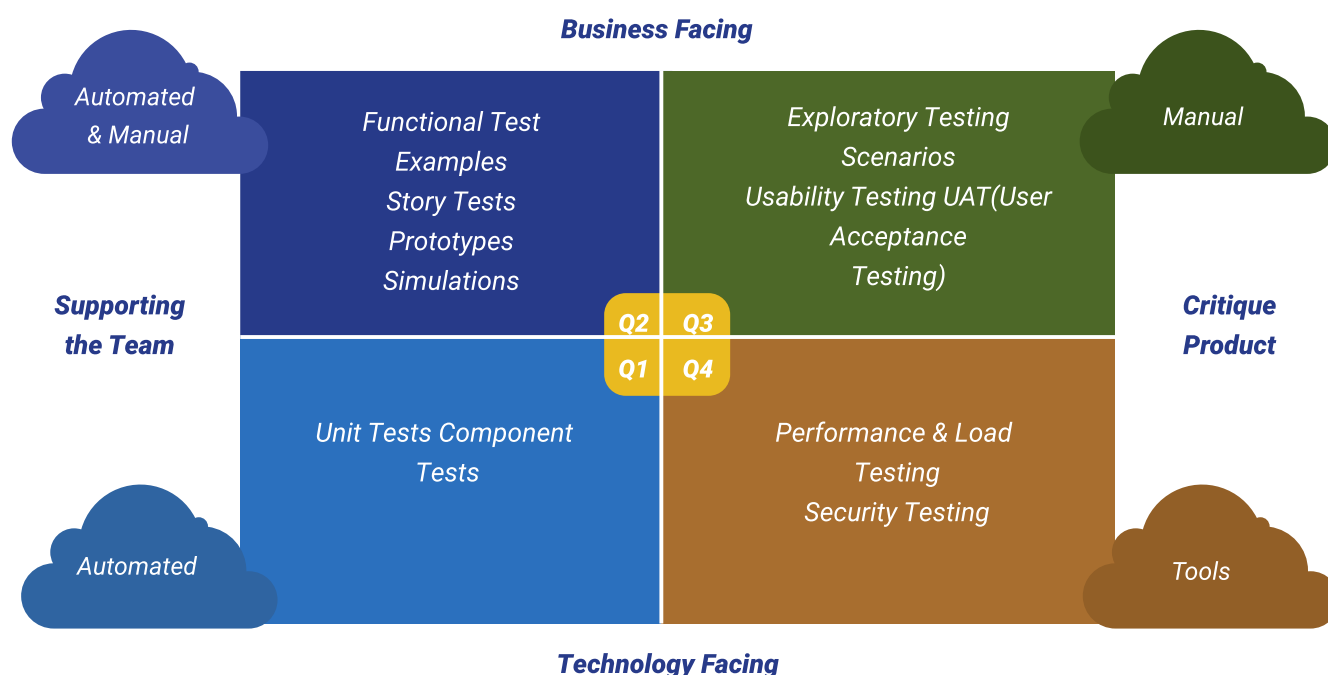 Business Facing
Automated
& Manual
Functional Test
Examples
Story Tests
Prototypes
Simulations
Exploratory Testing
Scenarios
Usability Testing UAT(User
Acceptance
Testing)
Manual
Supporting
the Team
Q2
Q3
Q1
Q4
Critique
Product
Unit Tests Component
Tests
Performance & Load
Testing
Security Testing
Automated
Tools
Technology Facing